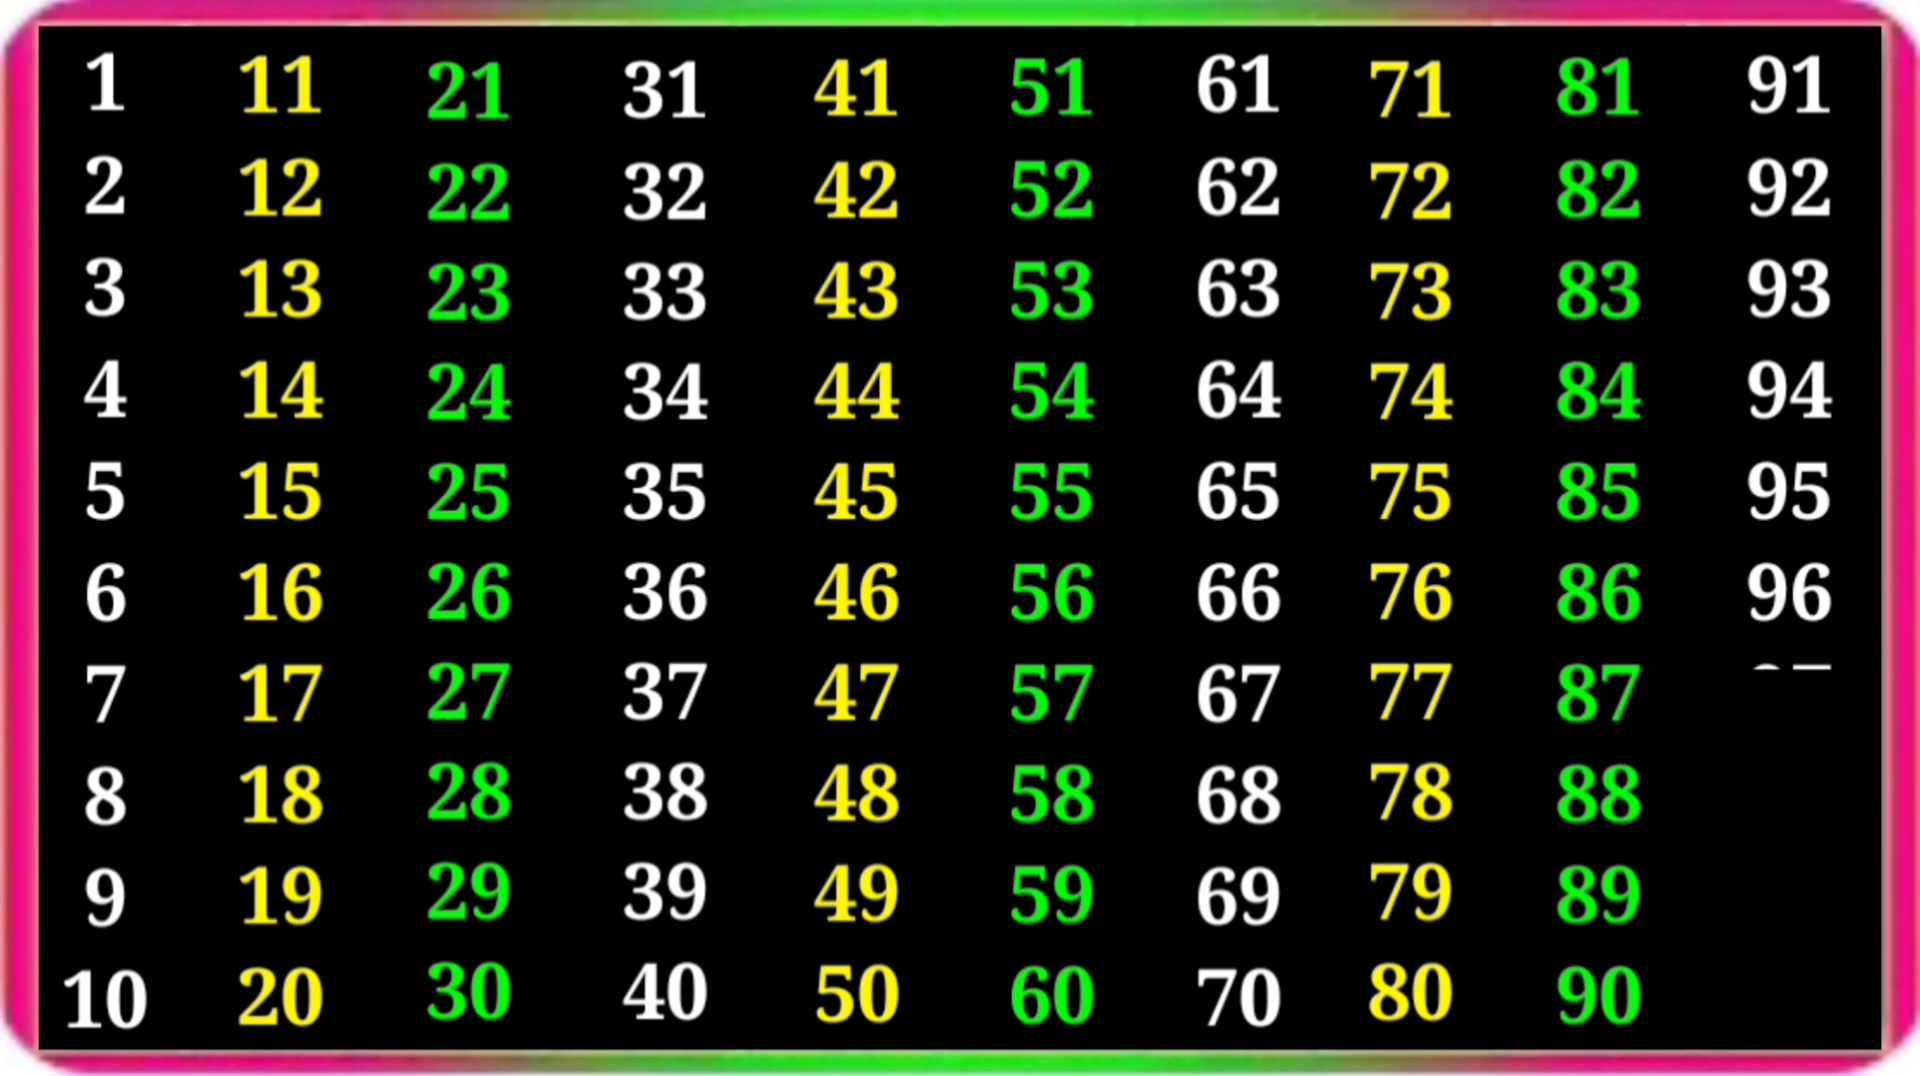 1 11 21 31 41 51 61 71 81 91
2 12 22 32 42 52 62 72 82 92
3 13 23 33 43 53 63 73 83 93
4 14 24 34 44 54 64 74 84 94
5 15 25 35 45 55 65 75 85 95
6 16 26 36 46 56 66 76 86 96
7 17 27 37 47 57 67 77 87
8 18 28 38 48 58 68 78 88
9 19 29 39 49 59 69 79 89
10 20 30 40 50 60 70 80 90